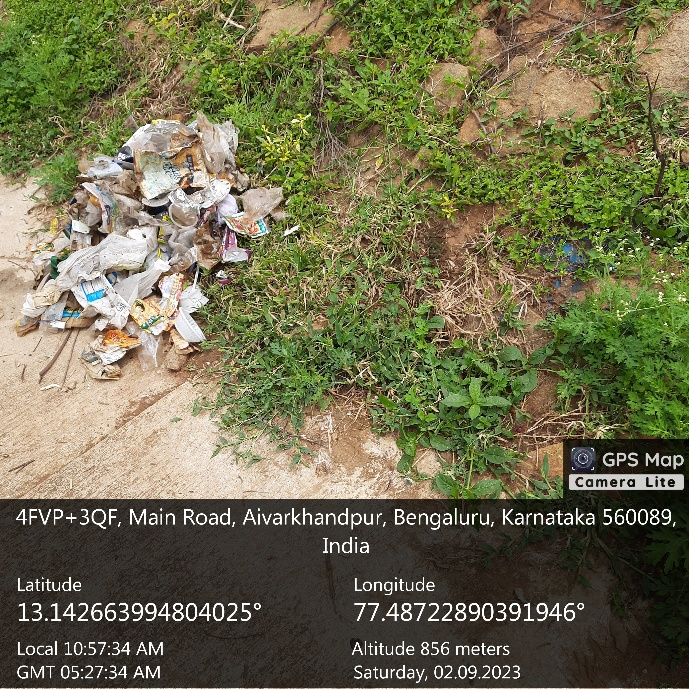 GPS Map
Camera Lite
4FVP+3QF, Main Road, Aivarkhandpur, Bengaluru, Karnataka 560089,
India
Latitude
Longitude
13.142663994804025°
77.48722890391946°
Local 10:57:34 AM
Altitude 856 meters
GMT 05:27:34 AM
Saturday, 02.09.2023